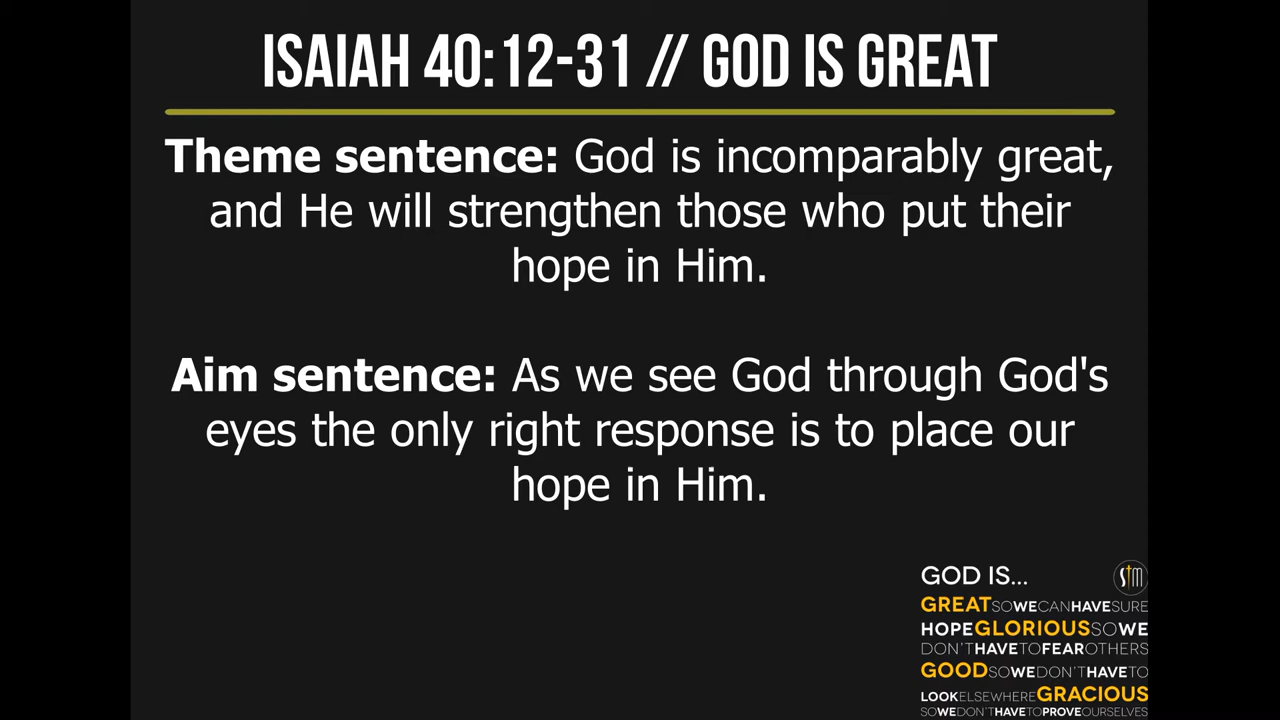 ISAIAH 40:12-31 // GOD IS GREAT
Theme sentence: God is incomparably great,
and He will strengthen those who put their
hope in Him.
Aim sentence: As we see God through God's
eyes the only right response is to place our
hope in Him.
GOD IS... STM
GREATSOWECANHAVESURE
HOPEGLORIOUSSOWE
DON'THAVETOFEAROTHERS
GOODSOWEDON'THAVETO
LOOKELSEWHEREGRACIOUS
SOWEDON'THAVETOPROVEOURSELVES